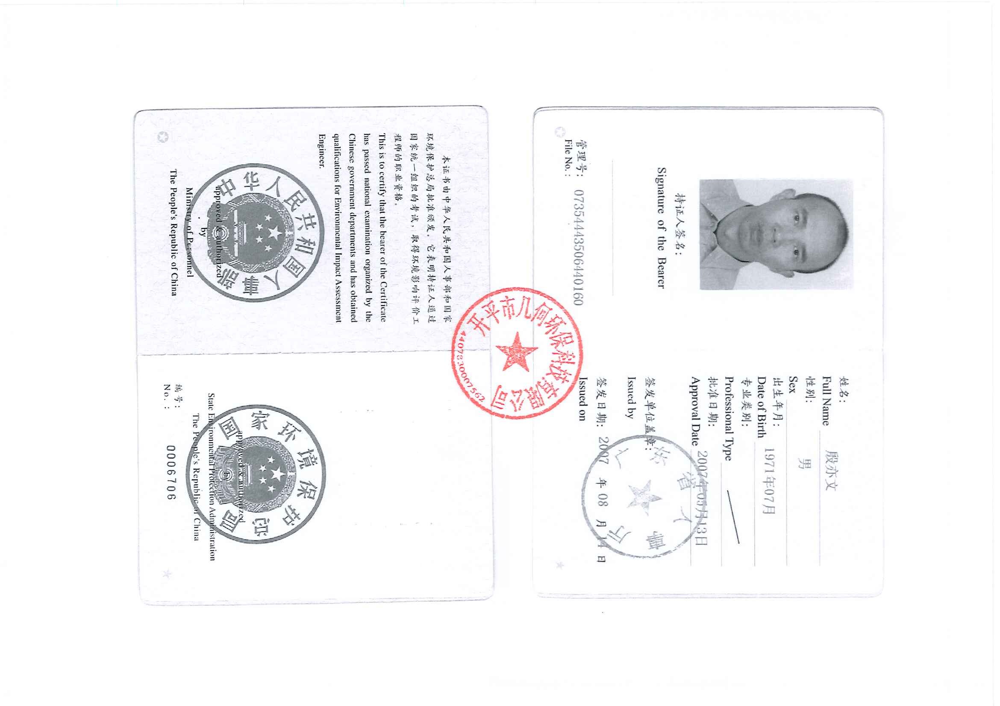 本证书由中华人民共和国人事部和国家
环境保护总局批准颁发。它表明持证人通过
国家统一组织的考试，取得环境影响评价工
程师的职业资格。
This is to certify that the bearer of the Certificate
has passed national examination organized by the
Chinese government departments and has obtained
qualifications for Environmental Impact Assessment
Engineer.
中华人民共和国人事部
approved & authorized
by
Ministry of Personnel
The People's Republic of China
国家环境保护总局
approved & authorized
by
State Environmental Protection Administration
The People's Republic of China
编号：
No.： 0006706
持证人签名：
Signature of the Bearer
管理号： 07354443506440160
File No.：
姓名： 殷亦文
Full Name
性别： 男
Sex
出生年月： 1971年07月
Date of Birth
专业类别：
Professional Type
批准日期： 2007年05月13日
Approval Date
签发单位盖章：
Issued by
广东省人事厅
签发日期： 2007 年 08 月 14 日
Issued on
开平市几何环保科技有限公司
4407830007562